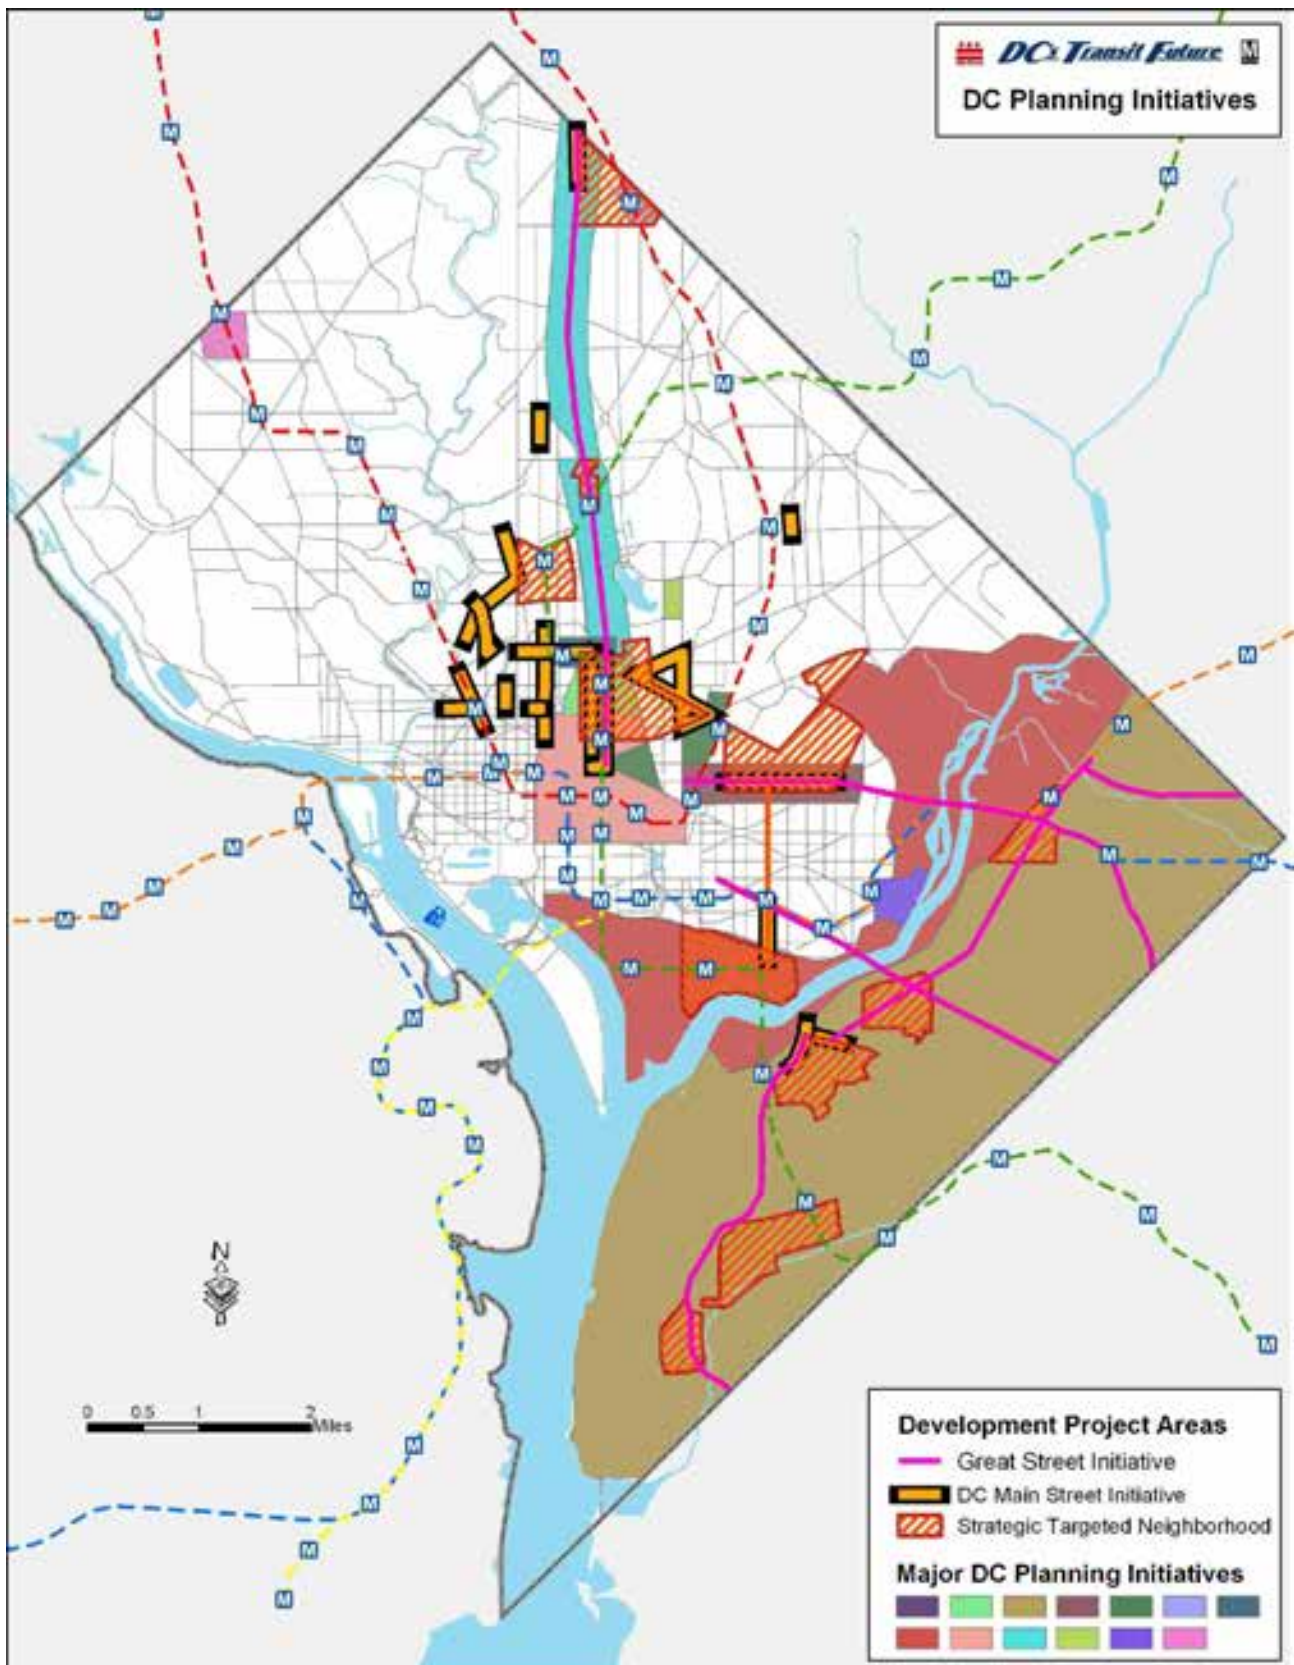 DC's Transit Future M
DC Planning Initiatives
N
0 0.5 1 2
Miles
Development Project Areas
Great Street Initiative
DC Main Street Initiative
Strategic Targeted Neighborhood
Major DC Planning Initiatives